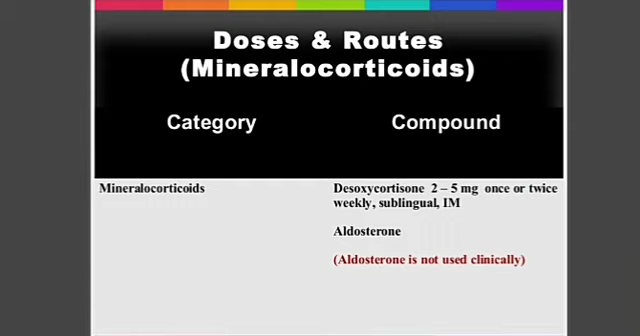 Doses & Routes
(Mineralocorticoids)
Category Compound
Mineralocorticoids Desoxycortisone 2 – 5 mg once or twice
weekly, sublingual, IM
Aldosterone
(Aldosterone is not used clinically)